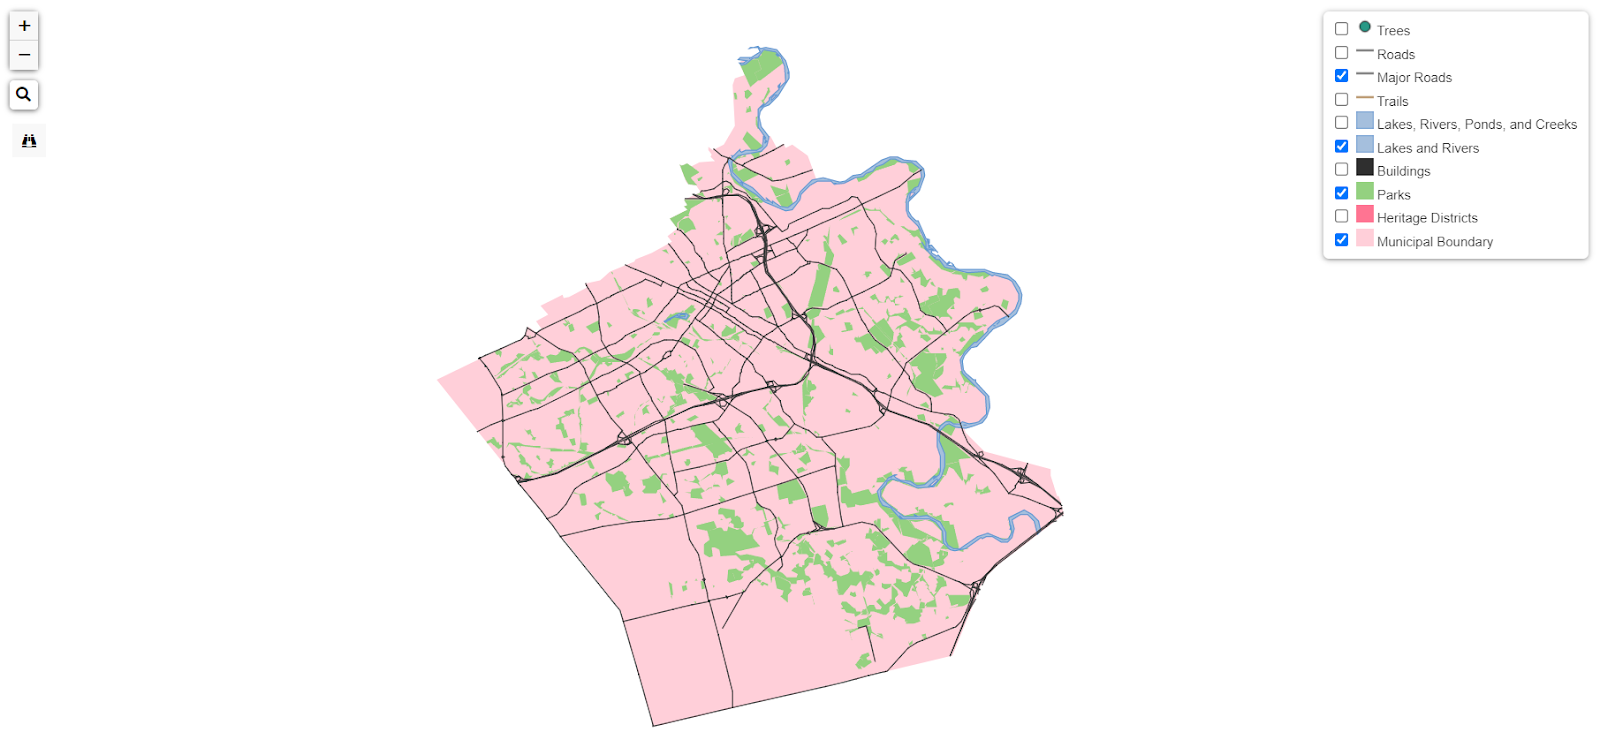 +
−
Trees
Roads
Major Roads
Trails
Lakes, Rivers, Ponds, and Creeks
Lakes and Rivers
Buildings
Parks
Heritage Districts
Municipal Boundary